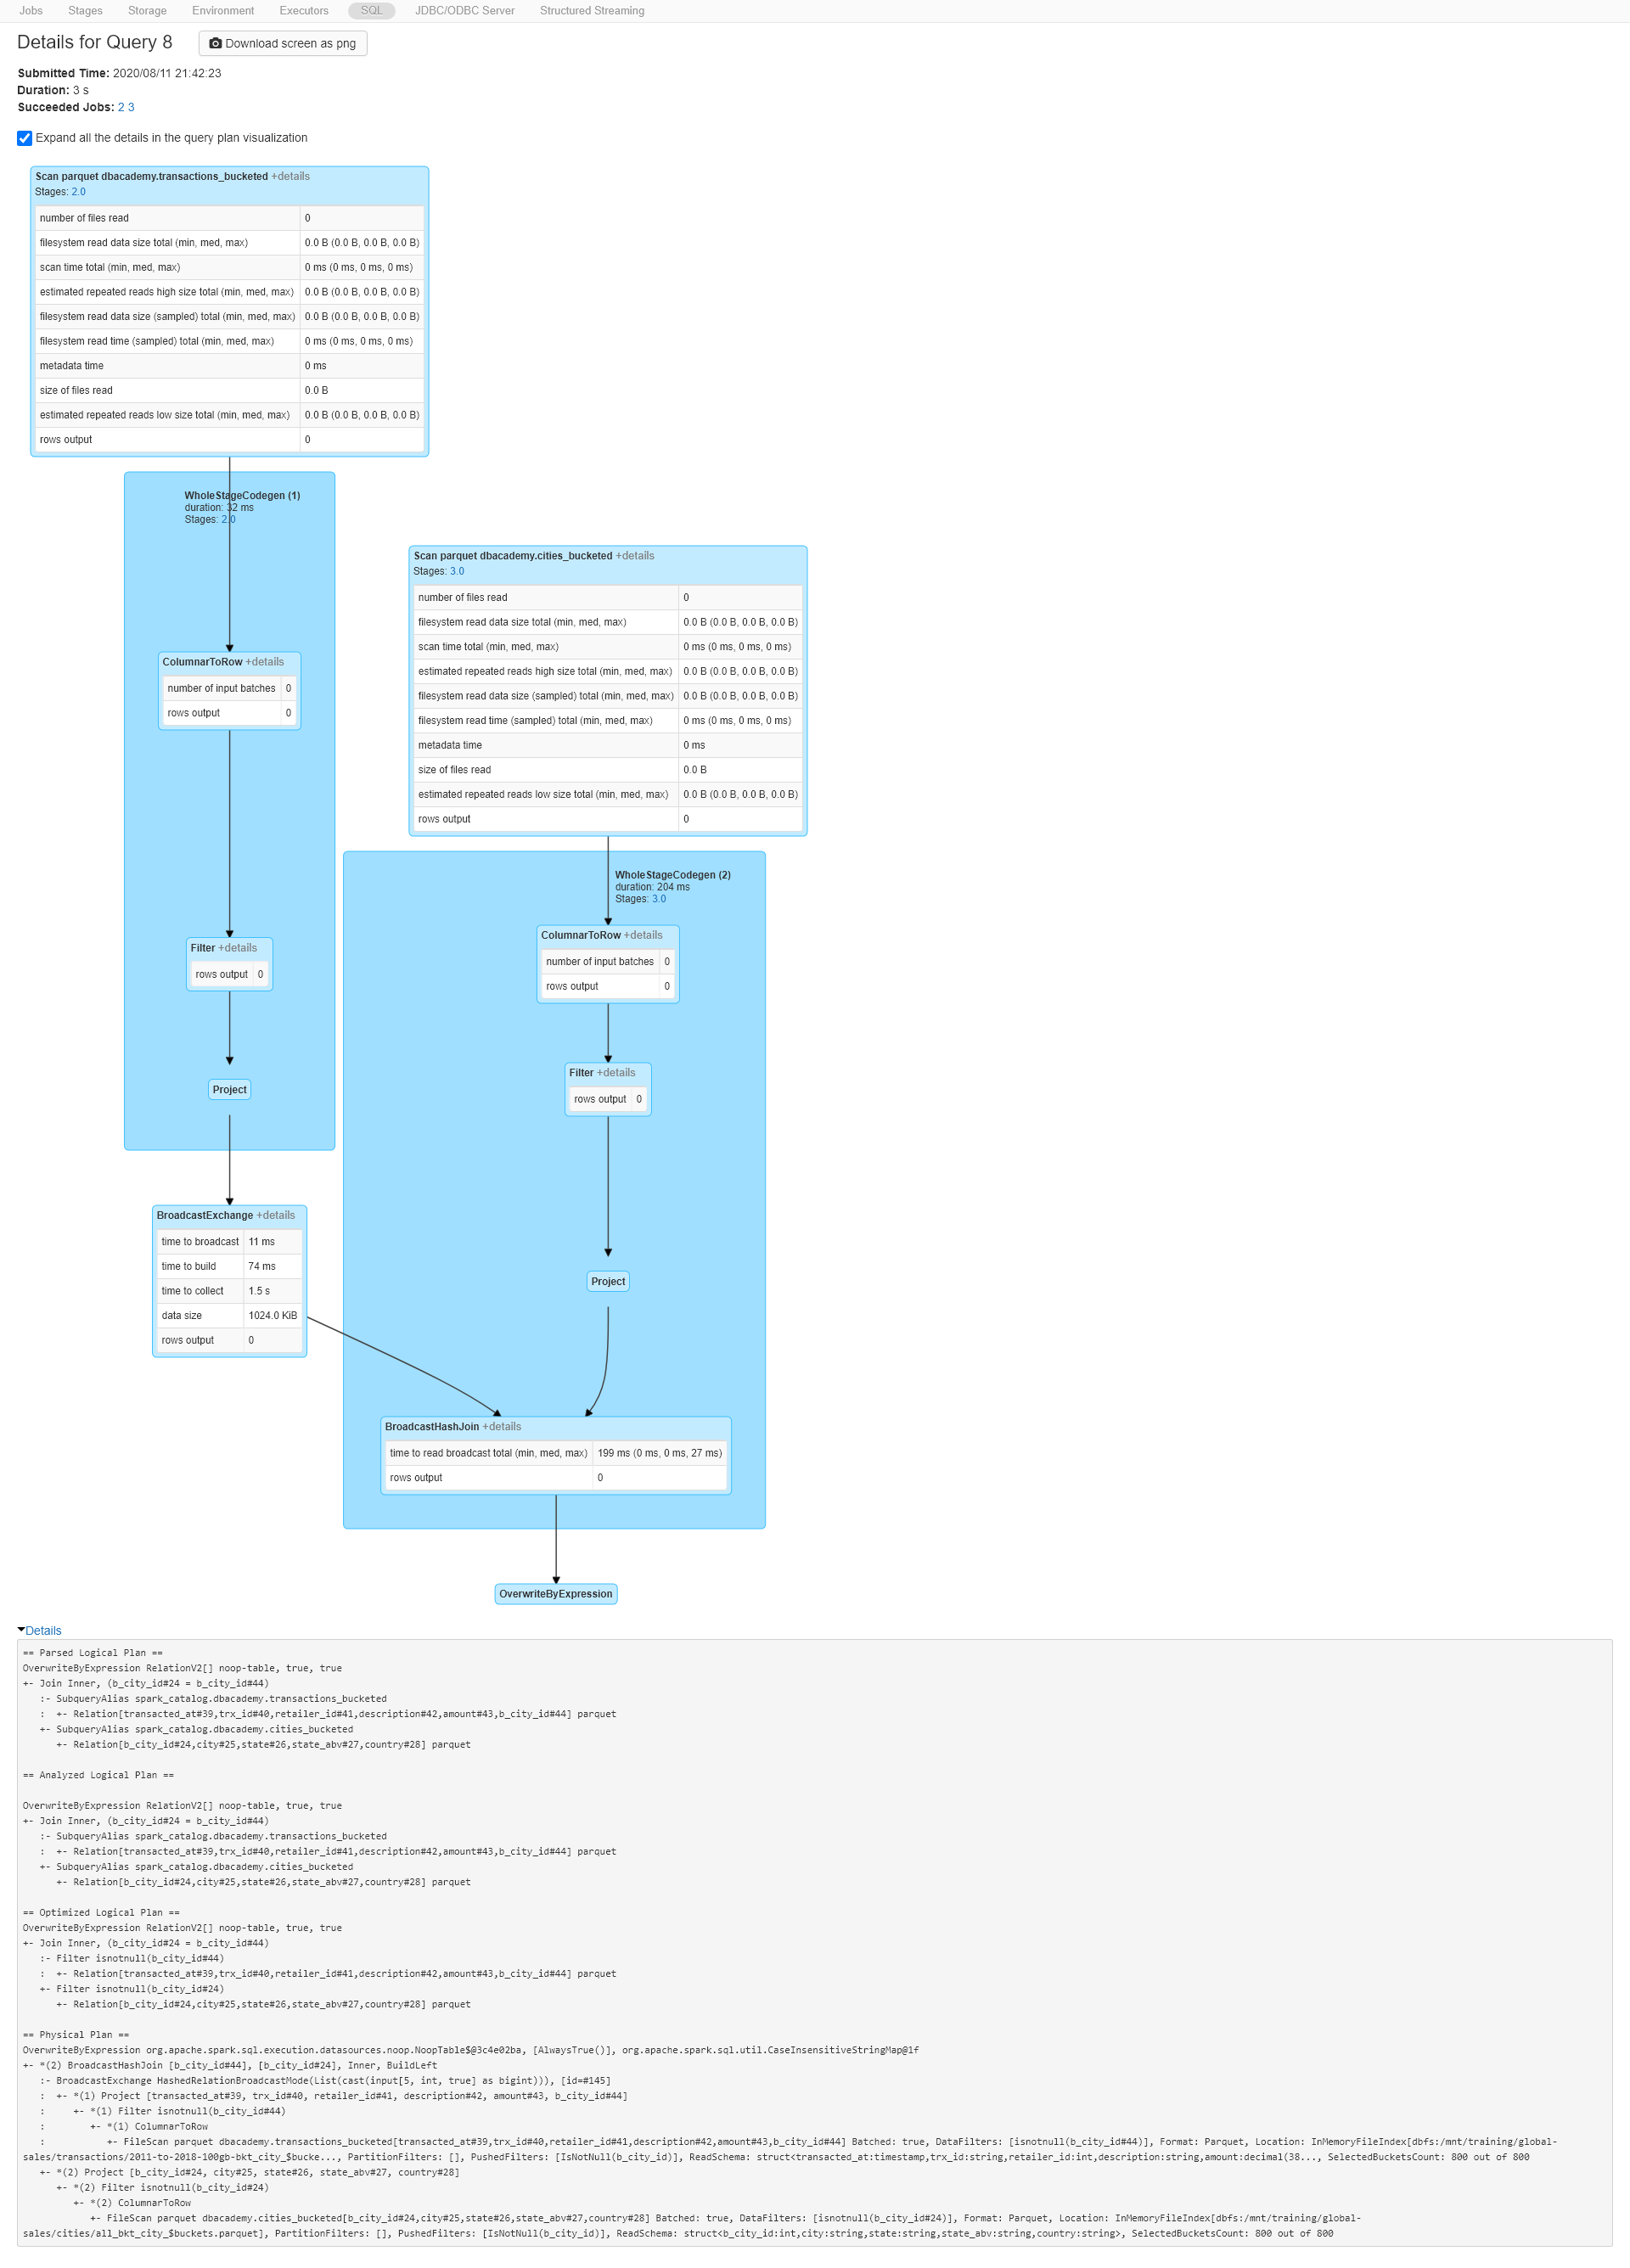 Jobs Stages Storage Environment Executors SQL JDBC/ODBC Server Structured Streaming
Details for Query 8 Download screen as png
Submitted Time: 2020/08/11 21:42:23
Duration: 3 s
Succeeded Jobs: 2 3
Expand all the details in the query plan visualization
Scan parquet dbacademy.transactions_bucketed +details
Stages: 2.0
number of files read 0
filesystem read data size total (min, med, max) 0.0 B (0.0 B, 0.0 B, 0.0 B)
scan time total (min, med, max) 0 ms (0 ms, 0 ms, 0 ms)
estimated repeated reads high size total (min, med, max) 0.0 B (0.0 B, 0.0 B, 0.0 B)
filesystem read data size (sampled) total (min, med, max) 0.0 B (0.0 B, 0.0 B, 0.0 B)
filesystem read time (sampled) total (min, med, max) 0 ms (0 ms, 0 ms, 0 ms)
metadata time 0 ms
size of files read 0.0 B
estimated repeated reads low size total (min, med, max) 0.0 B (0.0 B, 0.0 B, 0.0 B)
rows output 0
WholeStageCodegen (1)
duration: 32 ms
Stages: 2.0
ColumnarToRow +details
number of input batches 0
rows output 0
Filter +details
rows output 0
Project
BroadcastExchange +details
time to broadcast 11 ms
time to build 74 ms
time to collect 1.5 s
data size 1024.0 KiB
rows output 0
Scan parquet dbacademy.cities_bucketed +details
Stages: 3.0
number of files read 0
filesystem read data size total (min, med, max) 0.0 B (0.0 B, 0.0 B, 0.0 B)
scan time total (min, med, max) 0 ms (0 ms, 0 ms, 0 ms)
estimated repeated reads high size total (min, med, max) 0.0 B (0.0 B, 0.0 B, 0.0 B)
filesystem read data size (sampled) total (min, med, max) 0.0 B (0.0 B, 0.0 B, 0.0 B)
filesystem read time (sampled) total (min, med, max) 0 ms (0 ms, 0 ms, 0 ms)
metadata time 0 ms
size of files read 0.0 B
estimated repeated reads low size total (min, med, max) 0.0 B (0.0 B, 0.0 B, 0.0 B)
rows output 0
WholeStageCodegen (2)
duration: 204 ms
Stages: 3.0
ColumnarToRow +details
number of input batches 0
rows output 0
Filter +details
rows output 0
Project
BroadcastHashJoin +details
time to read broadcast total (min, med, max) 199 ms (0 ms, 0 ms, 27 ms)
rows output 0
OverwriteByExpression
Details
== Parsed Logical Plan ==
OverwriteByExpression RelationV2[] noop-table, true, true
+- Join Inner, (b_city_id#24 = b_city_id#44)
   :- SubqueryAlias spark_catalog.dbacademy.transactions_bucketed
   :  +- Relation[transacted_at#39,trx_id#40,retailer_id#41,description#42,amount#43,b_city_id#44] parquet
   +- SubqueryAlias spark_catalog.dbacademy.cities_bucketed
      +- Relation[b_city_id#24,city#25,state#26,state_abv#27,country#28] parquet
== Analyzed Logical Plan ==
OverwriteByExpression RelationV2[] noop-table, true, true
+- Join Inner, (b_city_id#24 = b_city_id#44)
   :- SubqueryAlias spark_catalog.dbacademy.transactions_bucketed
   :  +- Relation[transacted_at#39,trx_id#40,retailer_id#41,description#42,amount#43,b_city_id#44] parquet
   +- SubqueryAlias spark_catalog.dbacademy.cities_bucketed
      +- Relation[b_city_id#24,city#25,state#26,state_abv#27,country#28] parquet
== Optimized Logical Plan ==
OverwriteByExpression RelationV2[] noop-table, true, true
+- Join Inner, (b_city_id#24 = b_city_id#44)
   :- Filter isnotnull(b_city_id#44)
   :  +- Relation[transacted_at#39,trx_id#40,retailer_id#41,description#42,amount#43,b_city_id#44] parquet
   +- Filter isnotnull(b_city_id#24)
      +- Relation[b_city_id#24,city#25,state#26,state_abv#27,country#28] parquet
== Physical Plan ==
OverwriteByExpression org.apache.spark.sql.execution.datasources.noop.NoopTable$@3c4e02ba, [AlwaysTrue()], org.apache.spark.sql.util.CaseInsensitiveStringMap@1f
+- *(2) BroadcastHashJoin [b_city_id#44], [b_city_id#24], Inner, BuildLeft
   :- BroadcastExchange HashedRelationBroadcastMode(List(cast(input[5, int, true] as bigint))), [id=#145]
   :  +- *(1) Project [transacted_at#39, trx_id#40, retailer_id#41, description#42, amount#43, b_city_id#44]
   :     +- *(1) Filter isnotnull(b_city_id#44)
   :        +- *(1) ColumnarToRow
   :           +- FileScan parquet dbacademy.transactions_bucketed[transacted_at#39,trx_id#40,retailer_id#41,description#42,amount#43,b_city_id#44] Batched: true, DataFilters: [isnotnull(b_city_id#44)], Format: Parquet, Location: InMemoryFileIndex[dbfs:/mnt/training/global-
sales/transactions/2011-to-2018-100gb-bkt_city_$bucke..., PartitionFilters: [], PushedFilters: [IsNotNull(b_city_id)], ReadSchema: struct<transacted_at:timestamp,trx_id:string,retailer_id:int,description:string,amount:decimal(38..., SelectedBucketsCount: 800 out of 800
   +- *(2) Project [b_city_id#24, city#25, state#26, state_abv#27, country#28]
      +- *(2) Filter isnotnull(b_city_id#24)
         +- *(2) ColumnarToRow
            +- FileScan parquet dbacademy.cities_bucketed[b_city_id#24,city#25,state#26,state_abv#27,country#28] Batched: true, DataFilters: [isnotnull(b_city_id#24)], Format: Parquet, Location: InMemoryFileIndex[dbfs:/mnt/training/global-
sales/cities/all_bkt_city_$buckets.parquet], PartitionFilters: [], PushedFilters: [IsNotNull(b_city_id)], ReadSchema: struct<b_city_id:int,city:string,state:string,state_abv:string,country:string>, SelectedBucketsCount: 800 out of 800